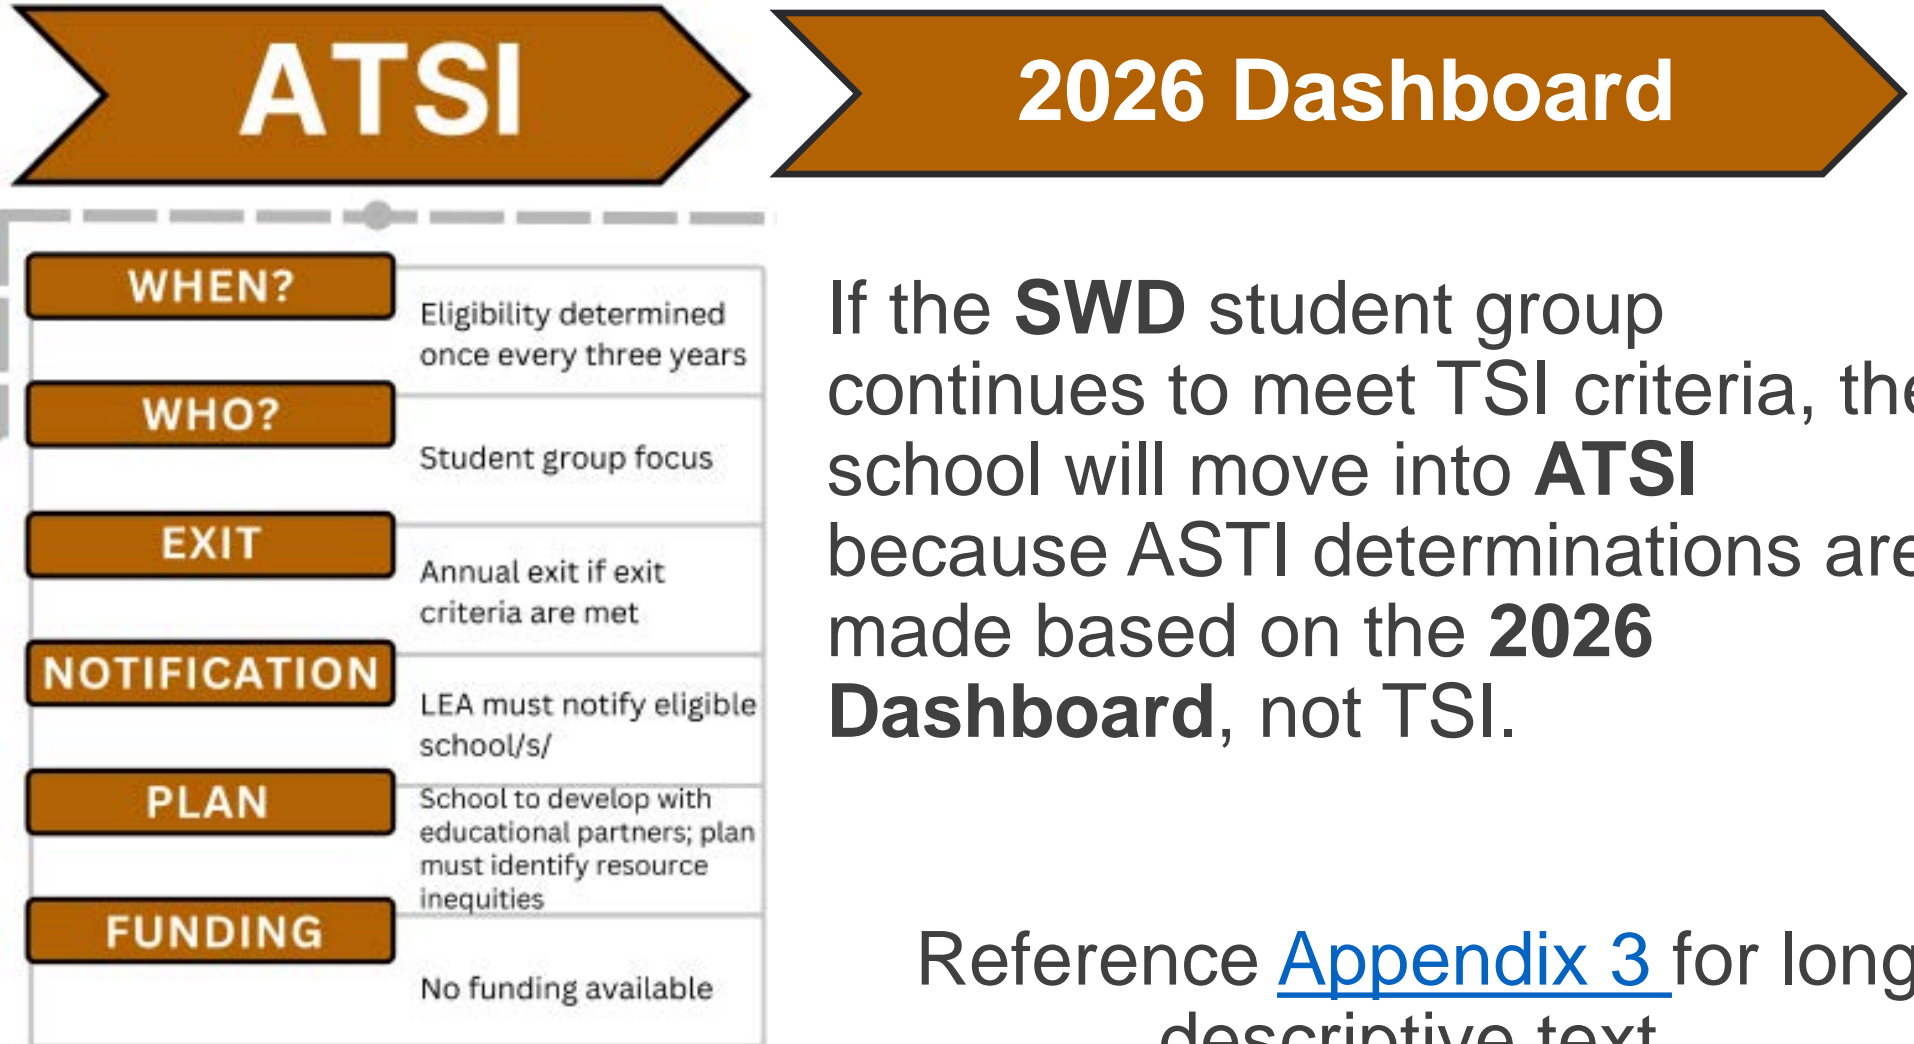 ATSI
2026 Dashboard
WHEN?
Eligibility determined
once every three years
WHO?
Student group focus
EXIT
Annual exit if exit
criteria are met
NOTIFICATION
LEA must notify eligible
school/s/
PLAN
School to develop with
educational partners; plan
must identify resource
inequities
FUNDING
No funding available
If the SWD student group
continues to meet TSI criteria, the
school will move into ATSI
because ASTI determinations are
made based on the 2026
Dashboard, not TSI.
Reference Appendix 3 for long
descriptive text